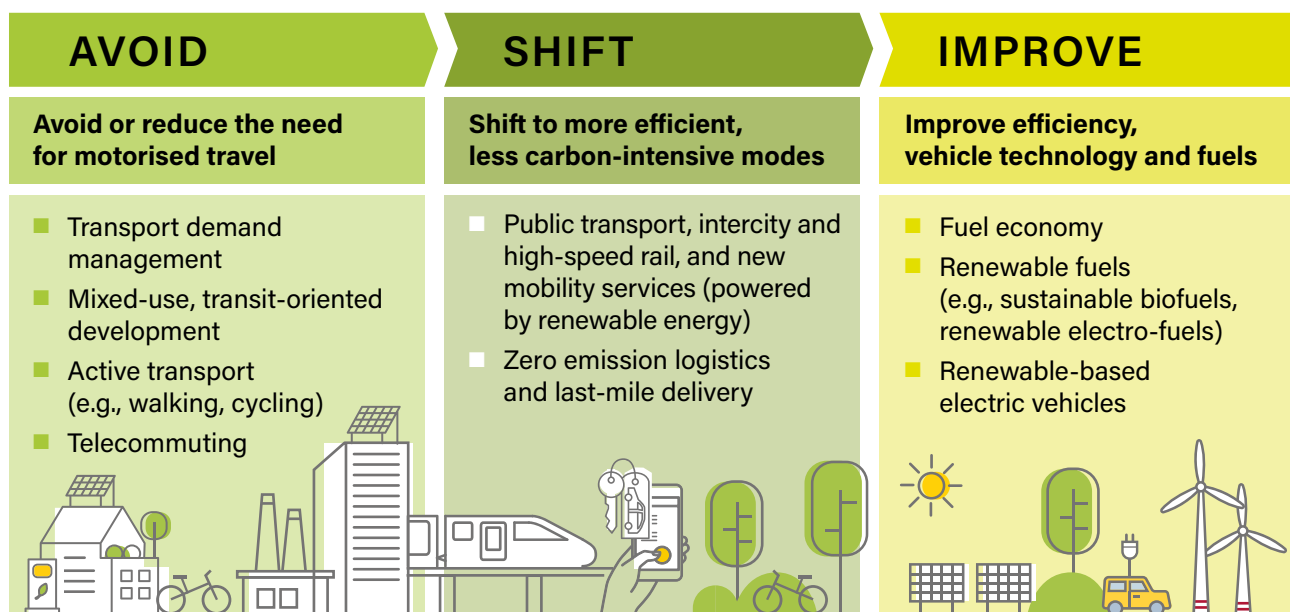 AVOID
Avoid or reduce the need
for motorised travel
Transport demand
management
Mixed-use, transit-oriented
development
Active transport
(e.g., walking, cycling)
Telecommuting
SHIFT
Shift to more efficient,
less carbon-intensive modes
Public transport, intercity and
high-speed rail, and new
mobility services (powered
by renewable energy)
Zero emission logistics
and last-mile delivery
IMPROVE
Improve efficiency,
vehicle technology and fuels
Fuel economy
Renewable fuels
(e.g., sustainable biofuels,
renewable electro-fuels)
Renewable-based
electric vehicles